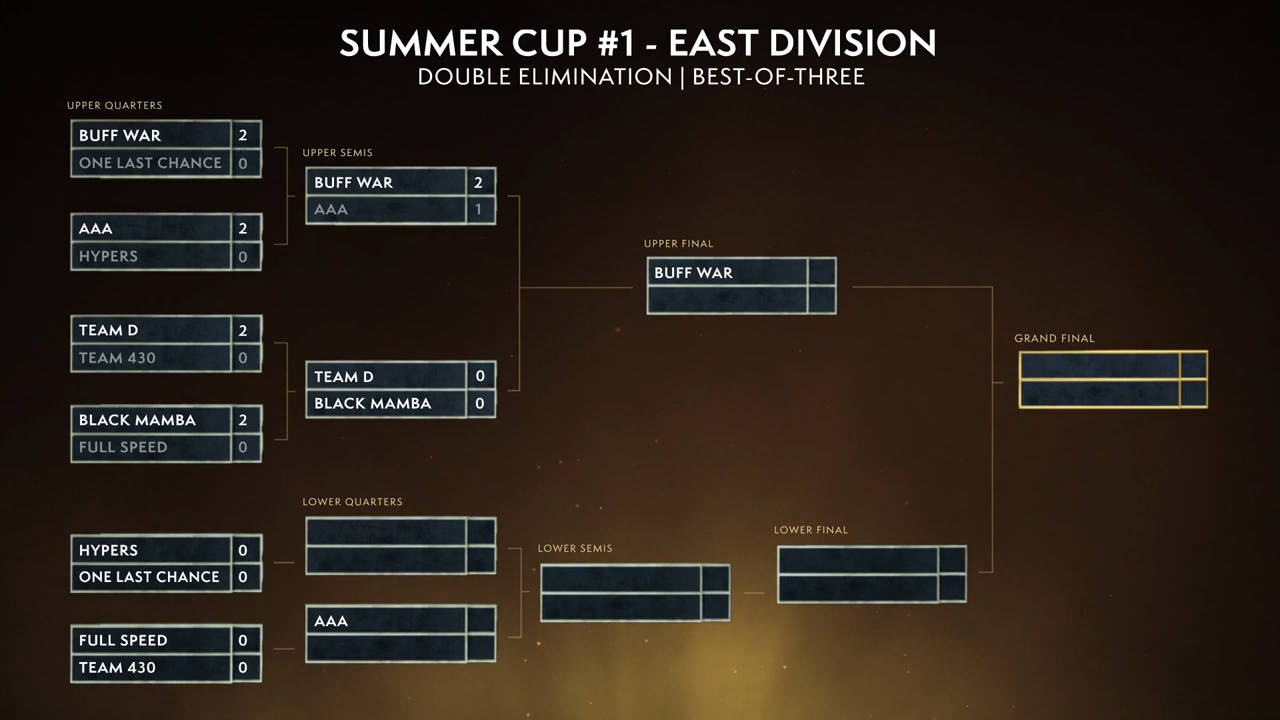 SUMMER CUP #1 - EAST DIVISION
DOUBLE ELIMINATION | BEST-OF-THREE
UPPER QUARTERS
BUFF WAR 2
ONE LAST CHANCE 0
AAA 2
HYPERS 0
TEAM D 2
TEAM 430 0
BLACK MAMBA 2
FULL SPEED 0
UPPER SEMIS
BUFF WAR 2
AAA 1
TEAM D 0
BLACK MAMBA 0
UPPER FINAL
BUFF WAR
GRAND FINAL
HYPERS 0
ONE LAST CHANCE 0
FULL SPEED 0
TEAM 430 0
LOWER QUARTERS
AAA
LOWER SEMIS
LOWER FINAL